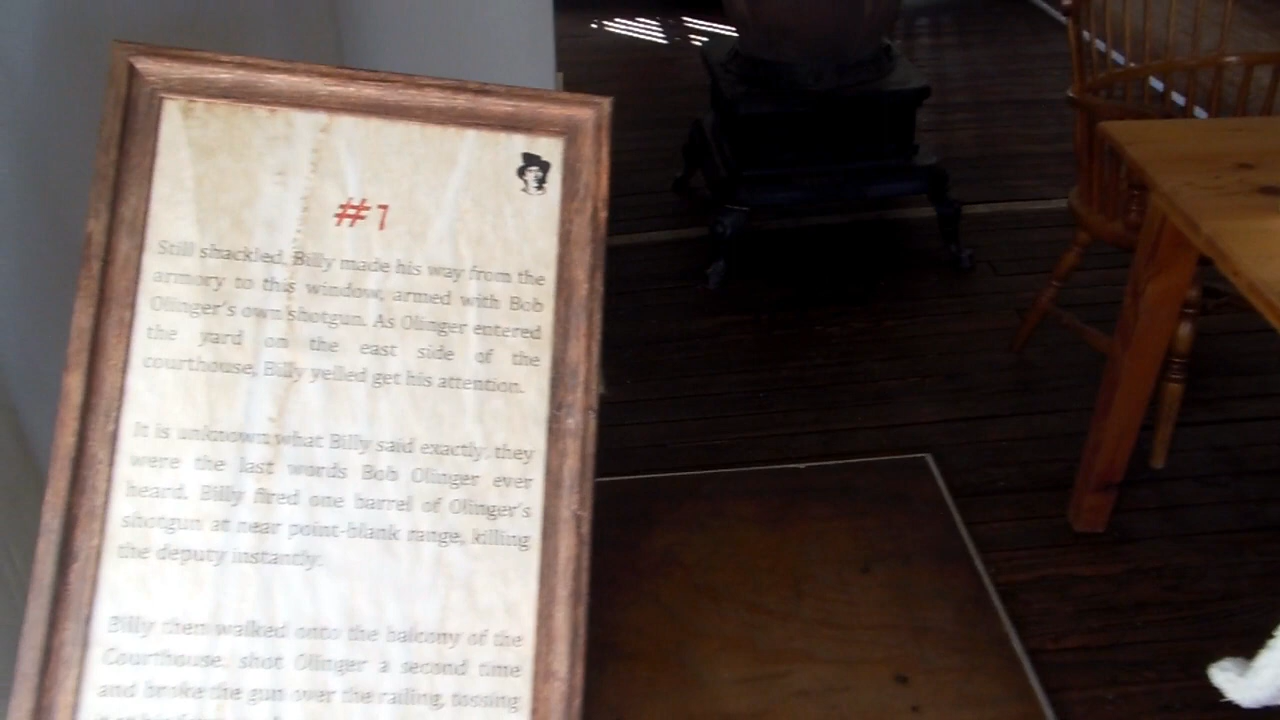 #1
Still shackled, Billy made his way from the
armory to this window, armed with Bob
Olinger's own shotgun. As Olinger entered
the yard on the east side of the
courthouse, Billy yelled get his attention.
It is unknown what Billy said exactly, they
were the last words Bob Olinger ever
heard. Billy fired one barrel of Olinger's
shotgun at near point-blank range, killing
the deputy instantly.
Billy then walked onto the balcony of the
Courthouse, shot Olinger a second time
and broke the gun over the railing, tossing